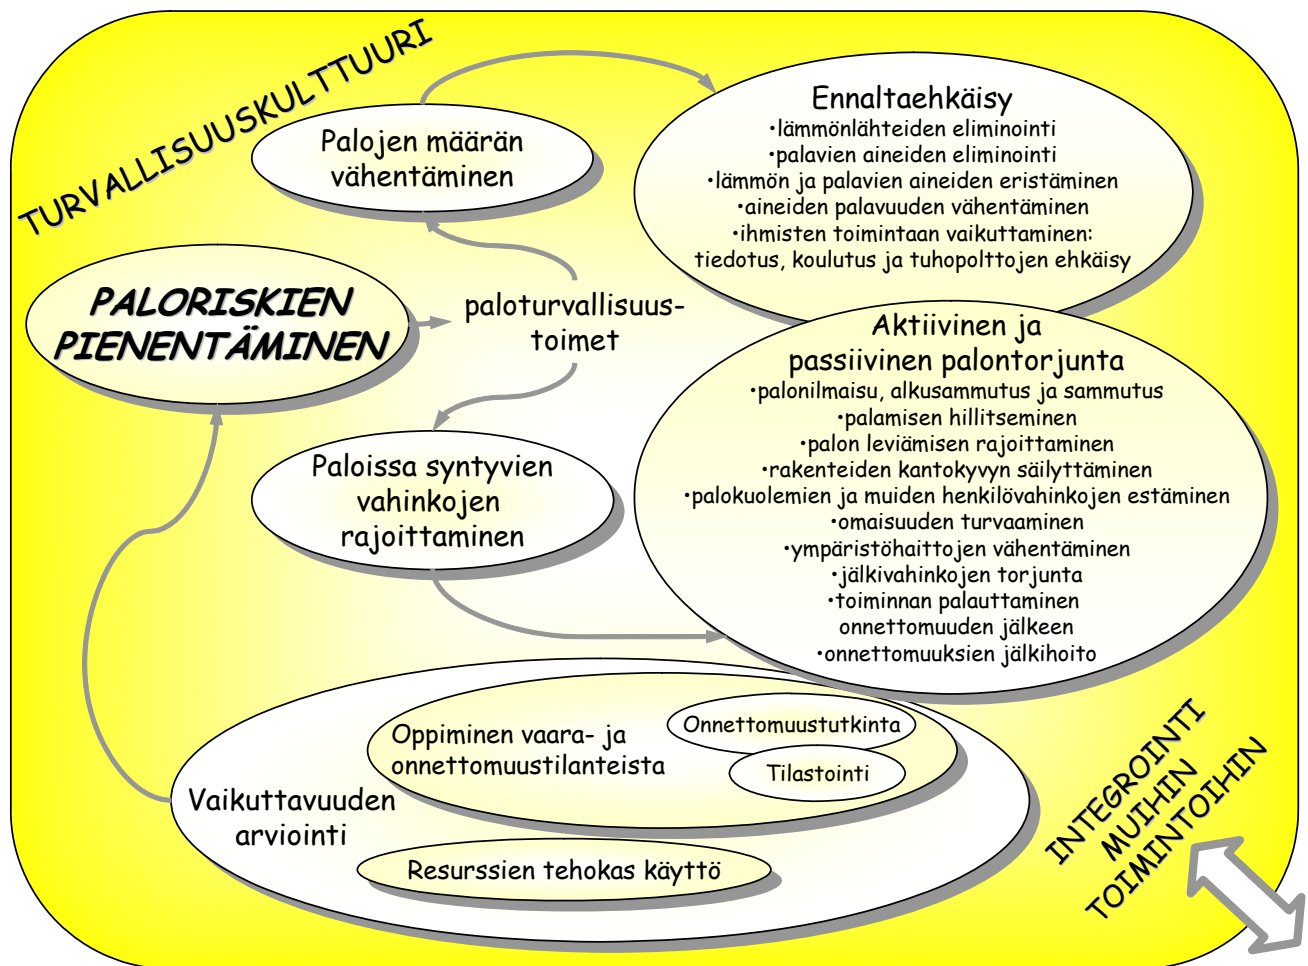 TURVALLISUUSKULTTUURI
Palojen määrän
vähentäminen
Ennaltaehkäisy
•lämmönlähteiden eliminointi
•palavien aineiden eliminointi
•lämmön ja palavien aineiden eristäminen
•aineiden palavuuden vähentäminen
•ihmisten toimintaan vaikuttaminen:
tiedotus, koulutus ja tuhopolttojen ehkäisy
PALORISKIEN
PIENENTÄMINEN
paloturvallisuus-
toimet
Aktiivinen ja
passiivinen palontorjunta
•palonilmaisu, alkusammutus ja sammutus
•palamisen hillitseminen
•palon leviämisen rajoittaminen
•rakenteiden kantokyvyn säilyttäminen
•palokuolemien ja muiden henkilövahinkojen estäminen
•omaisuuden turvaaminen
•ympäristöhaittojen vähentäminen
•jälkivahinkojen torjunta
•toiminnan palauttaminen
onnettomuuden jälkeen
•onnettomuuksien jälkihoito
Paloissa syntyvien
vahinkojen
rajoittaminen
Oppiminen vaara- ja
onnettomuustilanteista
Onnettomuustutkinta
Tilastointi
Vaikuttavuuden
arviointi
Resurssien tehokas käyttö
INTEGROINTI
MUIHIN
TOIMINTOIHIN